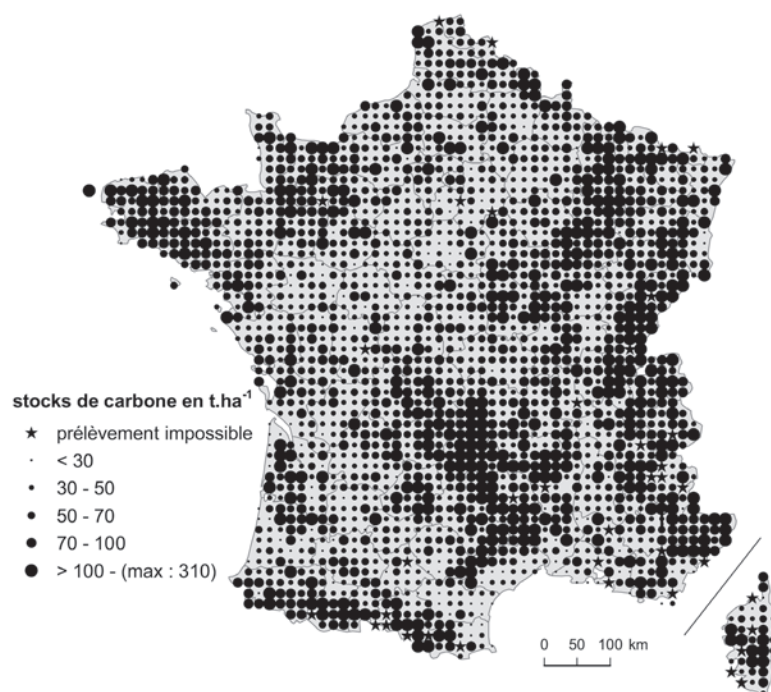 stocks de carbone en t.ha⁻¹
prélèvement impossible
< 30
30 - 50
50 - 70
70 - 100
> 100 - (max : 310)
0 50 100 km